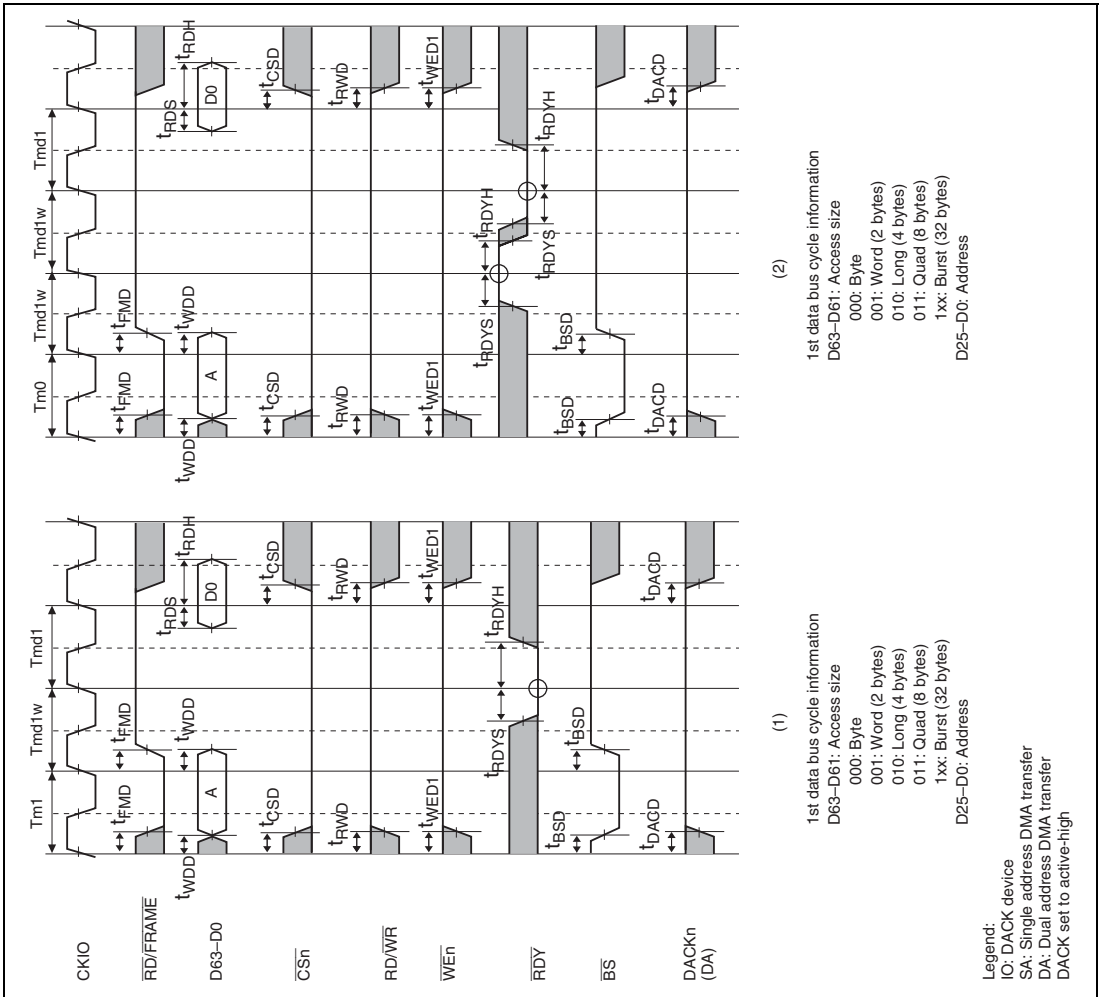 Tm1 Tmd1w Tmd1 Tm0 Tmd1w Tmd1w Tmd1
CKIO
RD/FRAME
tFMD tFMD tFMD tFMD
D63–D0
tWDD A tWDD tRDS D0 tRDH tWDD A tWDD tRDS D0 tRDH
CSn
tCSD tCSD tCSD tCSD
RD/WR
tRWD tRWD tRWD tRWD
WEn
tWED1 tWED1 tWED1 tWED1
RDY
tRDYS tRDYH tRDYS tRDYH tRDYS tRDYH
BS
tBSD tBSD tBSD tBSD
DACKn
(DA)
tDACD tDACD tDACD tDACD
(1)
1st data bus cycle information
D63–D61: Access size
000: Byte
001: Word (2 bytes)
010: Long (4 bytes)
011: Quad (8 bytes)
1xx: Burst (32 bytes)
D25–D0: Address
(2)
1st data bus cycle information
D63–D61: Access size
000: Byte
001: Word (2 bytes)
010: Long (4 bytes)
011: Quad (8 bytes)
1xx: Burst (32 bytes)
D25–D0: Address
Legend:
IO: DACK device
SA: Single address DMA transfer
DA: Dual address DMA transfer
DACK set to active-high